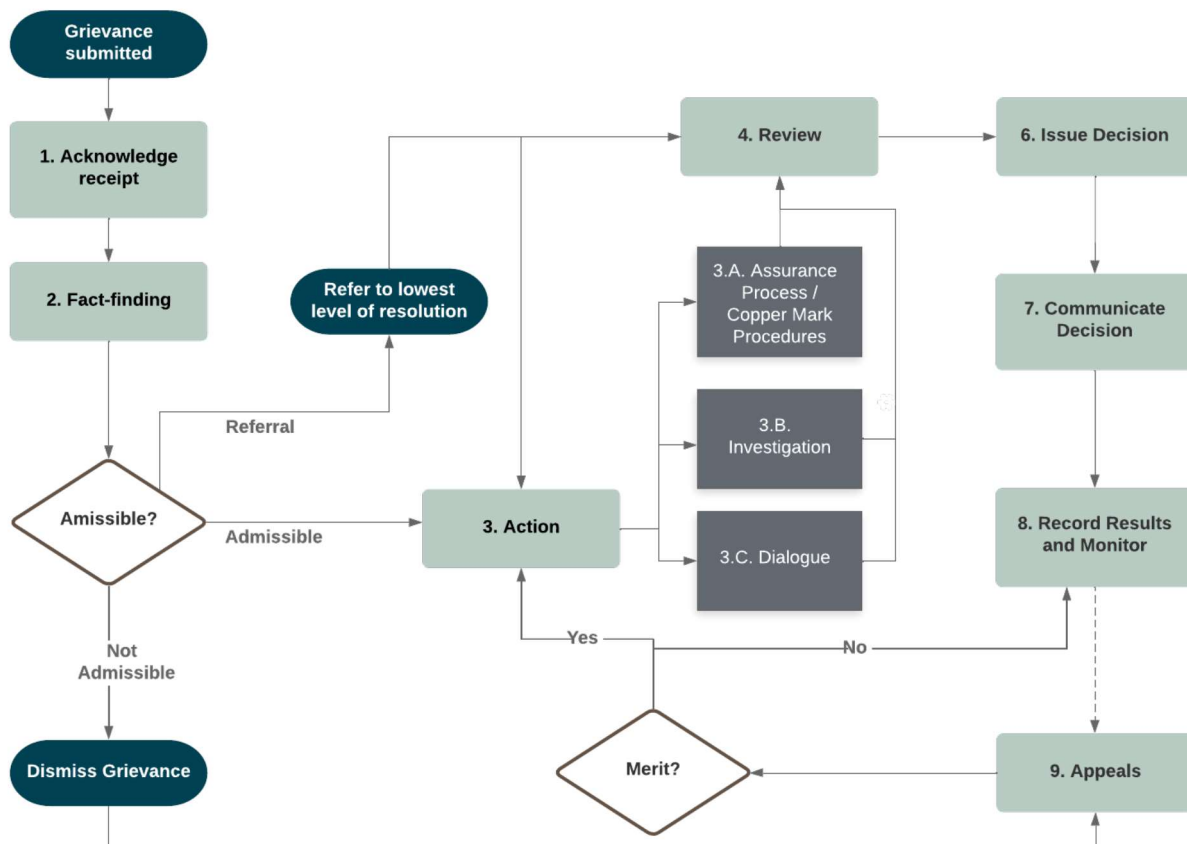 Grievance
submitted
1. Acknowledge
receipt
2. Fact-finding
Amissible?
Referral
Admissible
Not
Admissible
Dismiss Grievance
Refer to lowest
level of resolution
3. Action
3.A. Assurance
Process /
Copper Mark
Procedures
3.B.
Investigation
3.C. Dialogue
4. Review
6. Issue Decision
7. Communicate
Decision
8. Record Results
and Monitor
9. Appeals
Merit?
Yes
No